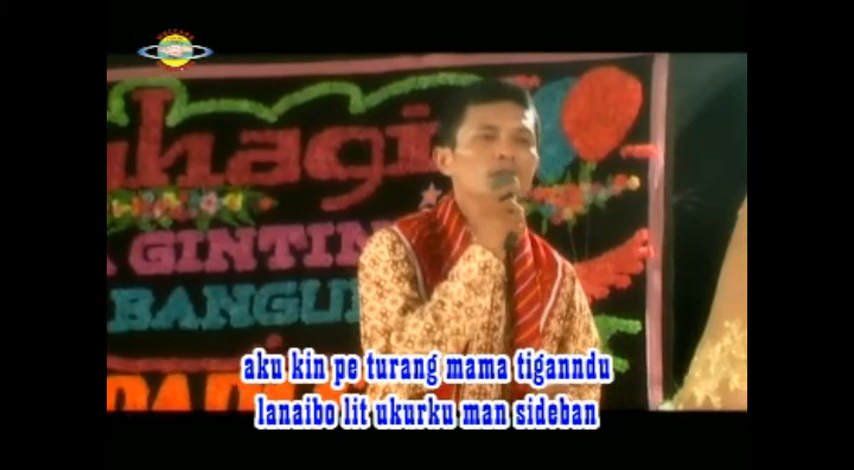 hagi
GINTIN
BANGU
aku kin pe turang mama tiganndu
lanaibo lit ukurku man sideban